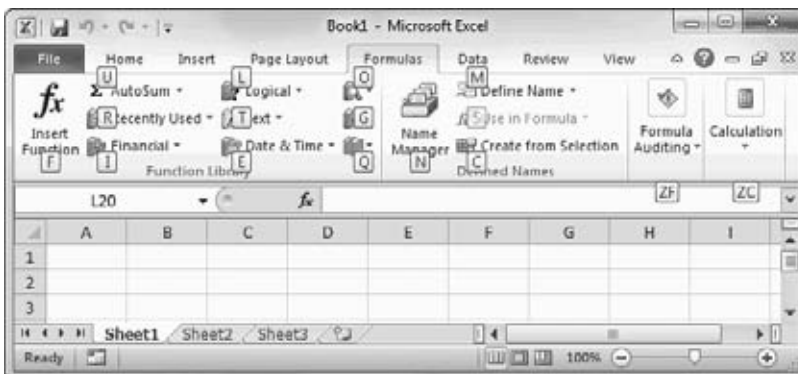 Book1 - Microsoft Excel
File Home Insert Page Layout Formulas Data Review View
U L O M
AutoSum Logical Define Name
R Recently Used T Text G S Use in Formula
Insert Function Name Manager Formula Auditing Calculation
F I Financial E Date & Time Q N C Create from Selection
Function Library Defined Names
ZF ZC
L20 fx
A B C D E F G H I
1
2
3
Sheet1 Sheet2 Sheet3
Ready 100%